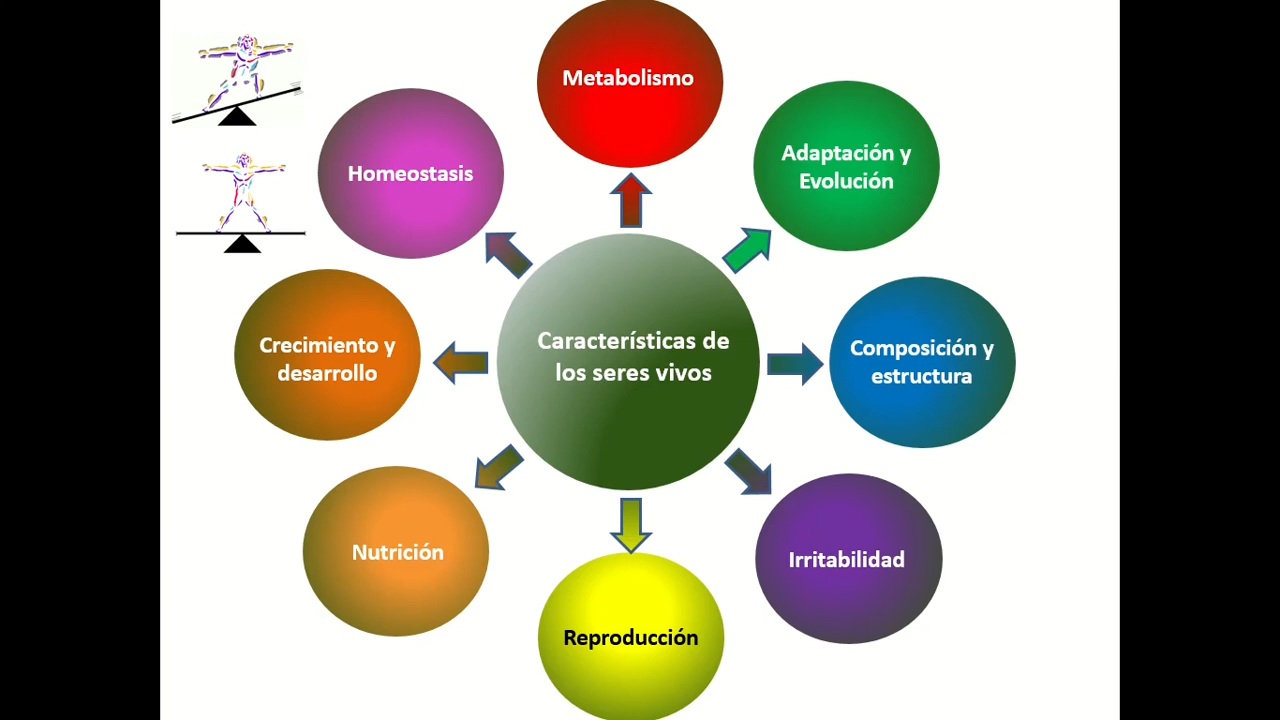 Metabolismo
Adaptación y
Evolución
Homeostasis
Características de
los seres vivos
Crecimiento y
desarrollo
Composición y
estructura
Nutrición
Irritabilidad
Reproducción